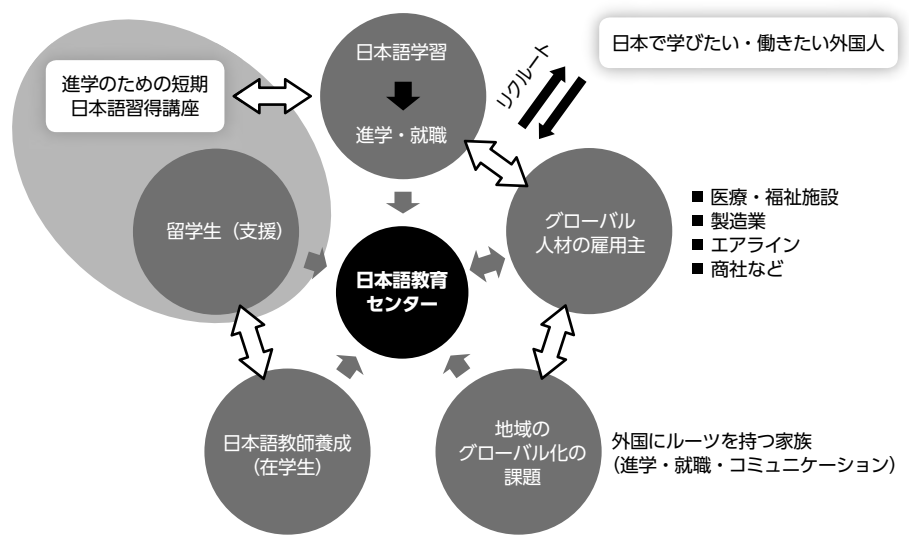 日本語学習
進学・就職
リクルート
日本で学びたい・働きたい外国人
進学のための短期
日本語習得講座
留学生（支援）
グローバル
人材の雇用主
■ 医療・福祉施設
■ 製造業
■ エアライン
■ 商社など
日本語教育
センター
日本語教師養成
（在学生）
地域の
グローバル化の
課題
外国にルーツを持つ家族
（進学・就職・コミュニケーション）